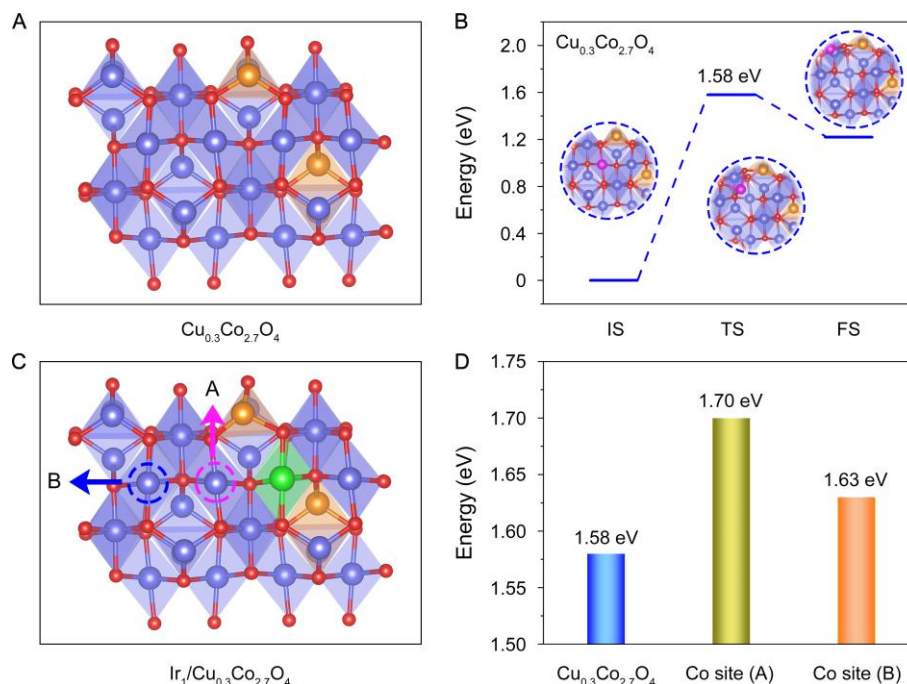 A
Cu₀.₃Co₂.₇O₄
B
Cu₀.₃Co₂.₇O₄
Energy (eV)
2.0
1.6
1.2
0.8
0.4
0
1.58 eV
IS TS FS
C
A
B
Ir₁/Cu₀.₃Co₂.₇O₄
D
Energy (eV)
1.75
1.70
1.65
1.60
1.55
1.50
1.58 eV
1.70 eV
1.63 eV
Cu₀.₃Co₂.₇O₄ Co site (A) Co site (B)